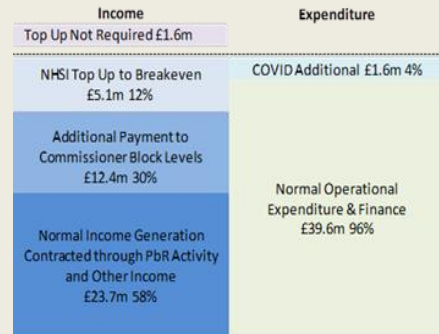 Income
Top Up Not Required £1.6m
NHSI Top Up to Breakeven
£5.1m 12%
Additional Payment to
Commissioner Block Levels
£12.4m 30%
Normal Income Generation
Contracted through PbR Activity
and Other Income
£23.7m 58%
Expenditure
COVID Additional £1.6m 4%
Normal Operational
Expenditure & Finance
£39.6m 96%